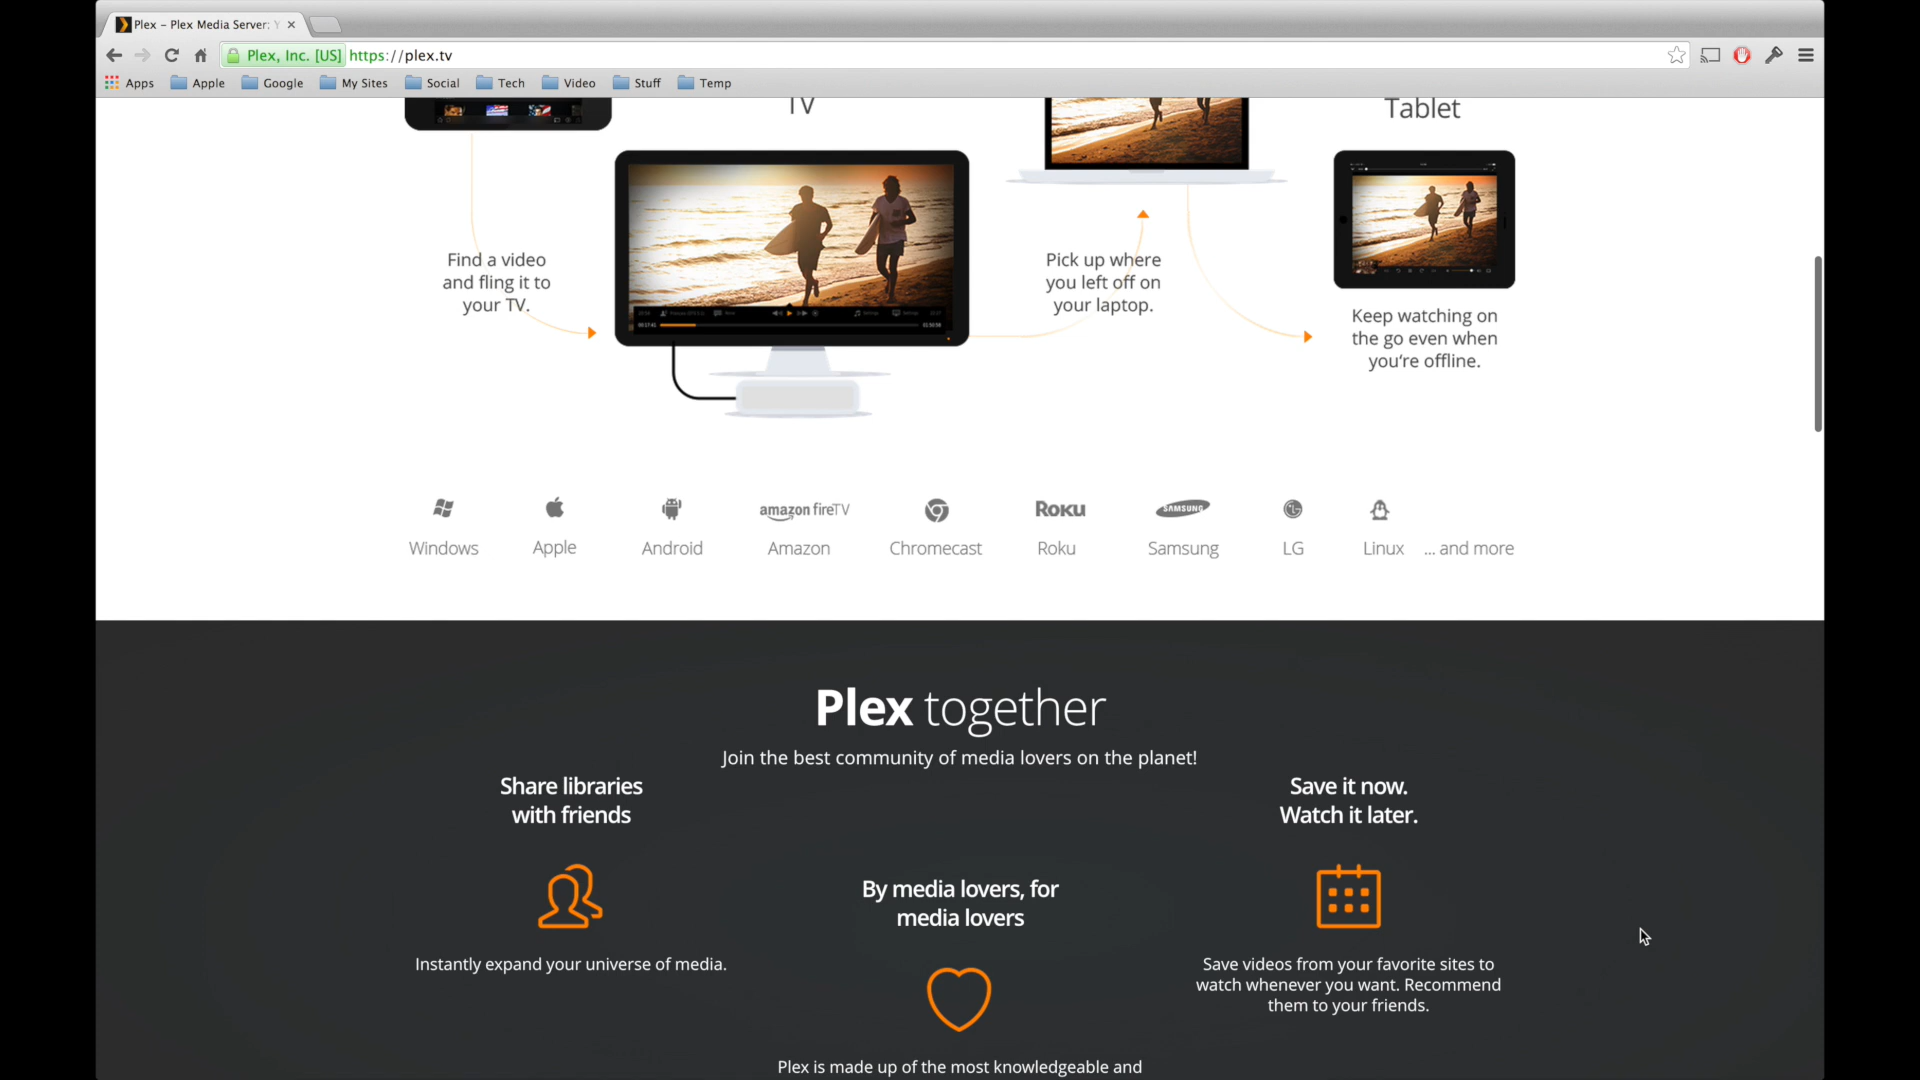 Plex – Plex Media Server: Y
Plex, Inc. [US] https://plex.tv
Apps Apple Google My Sites Social Tech Video Stuff Temp
TV
Tablet
Find a video
and fling it to
your TV.
Pick up where
you left off on
your laptop.
Keep watching on
the go even when
you're offline.
amazon fireTV
ROKU
SAMSUNG
LG
Windows Apple Android Amazon Chromecast Roku Samsung LG Linux ... and more
Plex together
Join the best community of media lovers on the planet!
Share libraries
with friends
Instantly expand your universe of media.
By media lovers, for
media lovers
Plex is made up of the most knowledgeable and
Save it now.
Watch it later.
Save videos from your favorite sites to
watch whenever you want. Recommend
them to your friends.